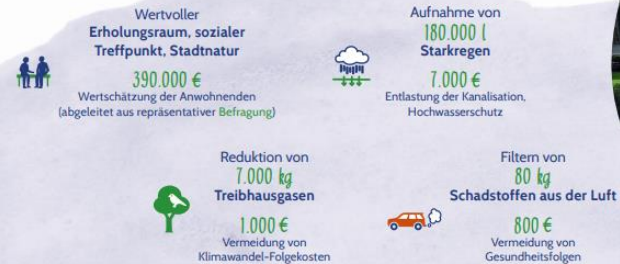 Wertvoller
Erholungsraum, sozialer
Treffpunkt, Stadtnatur
390.000 €
Wertschätzung der Anwohnenden
(abgeleitet aus repräsentativer Befragung)
Aufnahme von
180.000 l
Starkregen
7.000 €
Entlastung der Kanalisation,
Hochwasserschutz
Reduktion von
7.000 kg
Treibhausgasen
1.000 €
Vermeidung von
Klimawandel-Folgekosten
Filtern von
80 kg
Schadstoffen aus der Luft
800 €
Vermeidung von
Gesundheitsfolgen